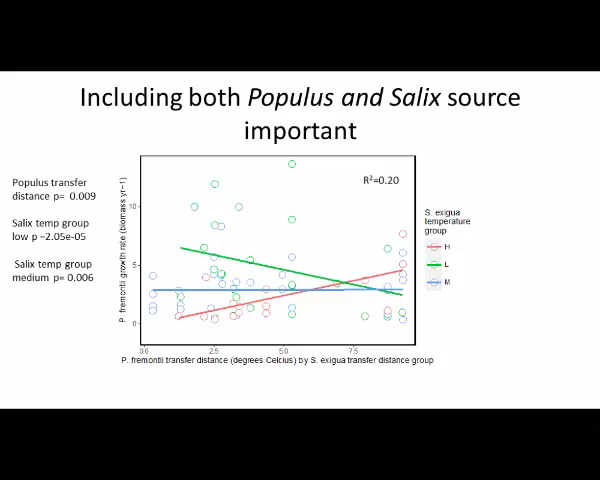 Including both Populus and Salix source
important
Populus transfer
distance p= 0.009
Salix temp group
low p =2.05e-05
Salix temp group
medium p= 0.006
R²=0.20
P. fremontii growth rate (biomass yr−1)
10
5
0
0.0 2.5 5.0 7.5
P. fremontii transfer distance (degrees Celcius) by S. exigua transfer distance group
S. exigua
temperature
group
H
L
M